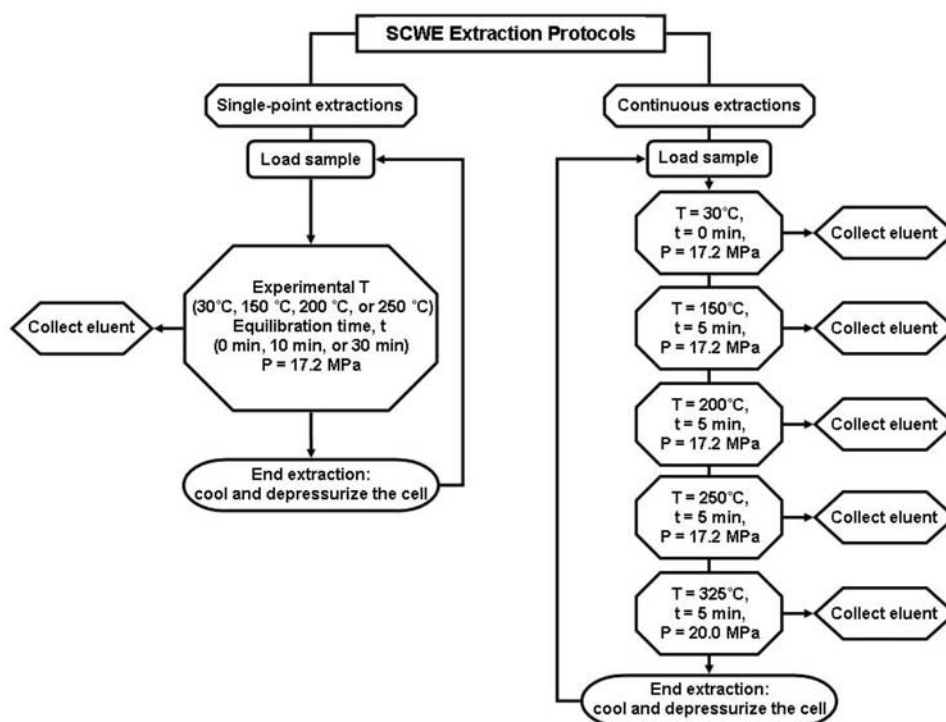 SCWE Extraction Protocols
Single-point extractions
Load sample
Experimental T
(30°C, 150 °C, 200 °C, or 250 °C)
Equilibration time, t
(0 min, 10 min, or 30 min)
P = 17.2 MPa
Collect eluent
End extraction:
cool and depressurize the cell
Continuous extractions
Load sample
T = 30°C,
t = 0 min,
P = 17.2 MPa
Collect eluent
T = 150°C,
t = 5 min,
P = 17.2 MPa
Collect eluent
T = 200°C,
t = 5 min,
P = 17.2 MPa
Collect eluent
T = 250°C,
t = 5 min,
P = 17.2 MPa
Collect eluent
T = 325°C,
t = 5 min,
P = 20.0 MPa
Collect eluent
End extraction:
cool and depressurize the cell